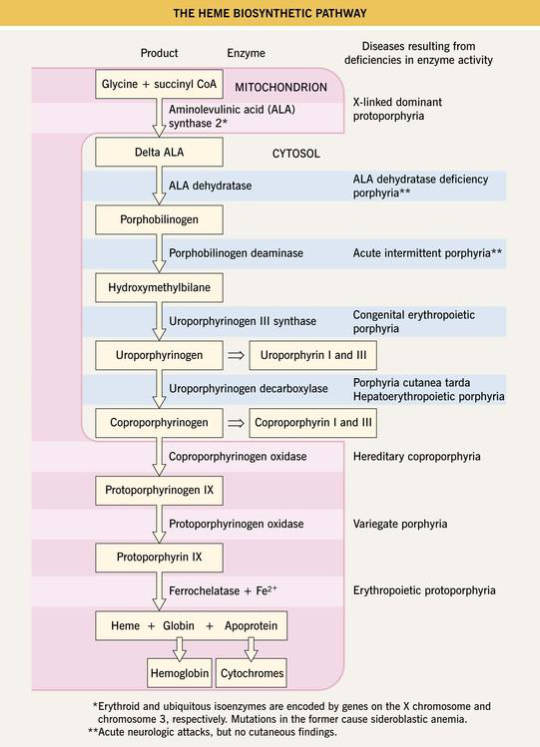 THE HEME BIOSYNTHETIC PATHWAY
Product
Enzyme
Diseases resulting from
deficiencies in enzyme activity
Glycine + succinyl CoA
MITOCHONDRION
Aminolevulinic acid (ALA)
synthase 2*
X-linked dominant
protoporphyria
Delta ALA
CYTOSOL
ALA dehydratase
ALA dehydratase deficiency
porphyria**
Porphobilinogen
Porphobilinogen deaminase
Acute intermittent porphyria**
Hydroxymethylbilane
Uroporphyrinogen III synthase
Congenital erythropoietic
porphyria
Uroporphyrinogen
Uroporphyrin I and III
Uroporphyrinogen decarboxylase
Porphyria cutanea tarda
Hepatoerythropoietic porphyria
Coproporphyrinogen
Coproporphyrin I and III
Coproporphyrinogen oxidase
Hereditary coproporphyria
Protoporphyrinogen IX
Protoporphyrinogen oxidase
Variegate porphyria
Protoporphyrin IX
Ferrochelatase + Fe²⁺
Erythropoietic protoporphyria
Heme + Globin + Apoprotein
Hemoglobin
Cytochromes
*Erythroid and ubiquitous isoenzymes are encoded by genes on the X chromosome and
chromosome 3, respectively. Mutations in the former cause sideroblastic anemia.
**Acute neurologic attacks, but no cutaneous findings.